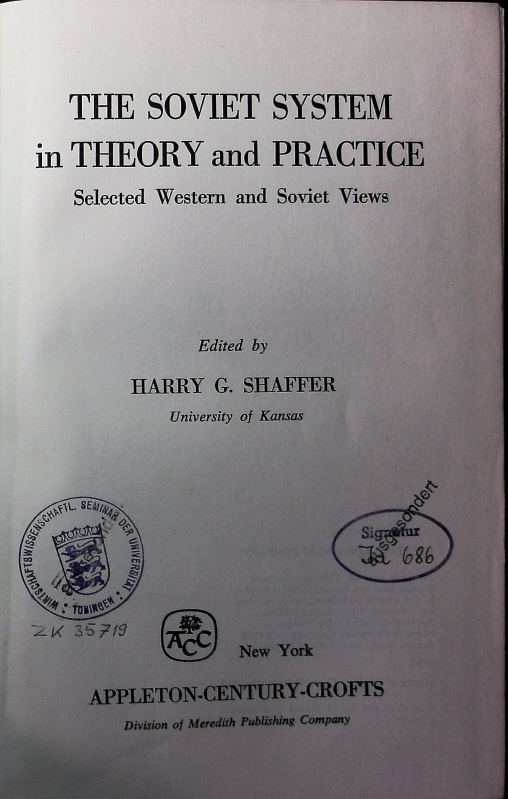 THE SOVIET SYSTEM
in THEORY and PRACTICE
Selected Western and Soviet Views
Edited by
HARRY G. SHAFFER
University of Kansas
WIRTSCHAFTSWISSENSCHAFTL. SEMINAR DER UNIVERSITÄT
TÜBINGEN
ZK 35719
Signatur
686
ausgesondert
ACC
New York
APPLETON-CENTURY-CROFTS
Division of Meredith Publishing Company